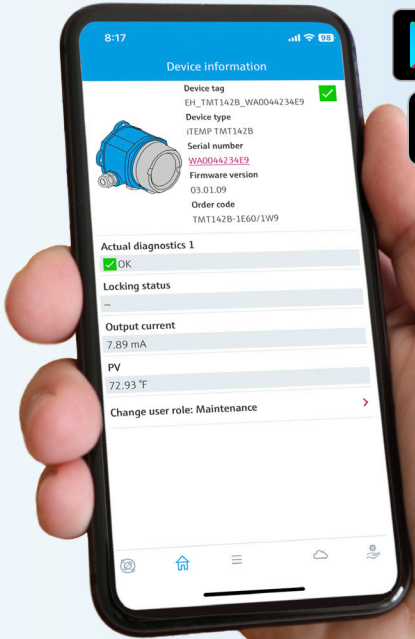 8:17
98
Device information
Device tag
EH_TMT142B_WA0044234E9
Device type
iTEMP TMT142B
Serial number
WA0044234E9
Firmware version
03.01.09
Order code
TMT142B-1E60/1W9
Actual diagnostics 1
OK
Locking status
–
Output current
7.89 mA
PV
72.93 °F
Change user role: Maintenance